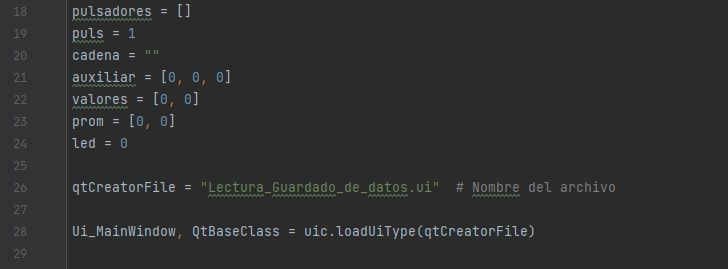 18 pulsadores = []
19 puls = 1
20 cadena = ""
21 auxiliar = [0, 0, 0]
22 valores = [0, 0]
23 prom = [0, 0]
24 led = 0
25
26 qtCreatorFile = "Lectura_Guardado_de_datos.ui"  # Nombre del archivo
27
28 Ui_MainWindow, QtBaseClass = uic.loadUiType(qtCreatorFile)
29